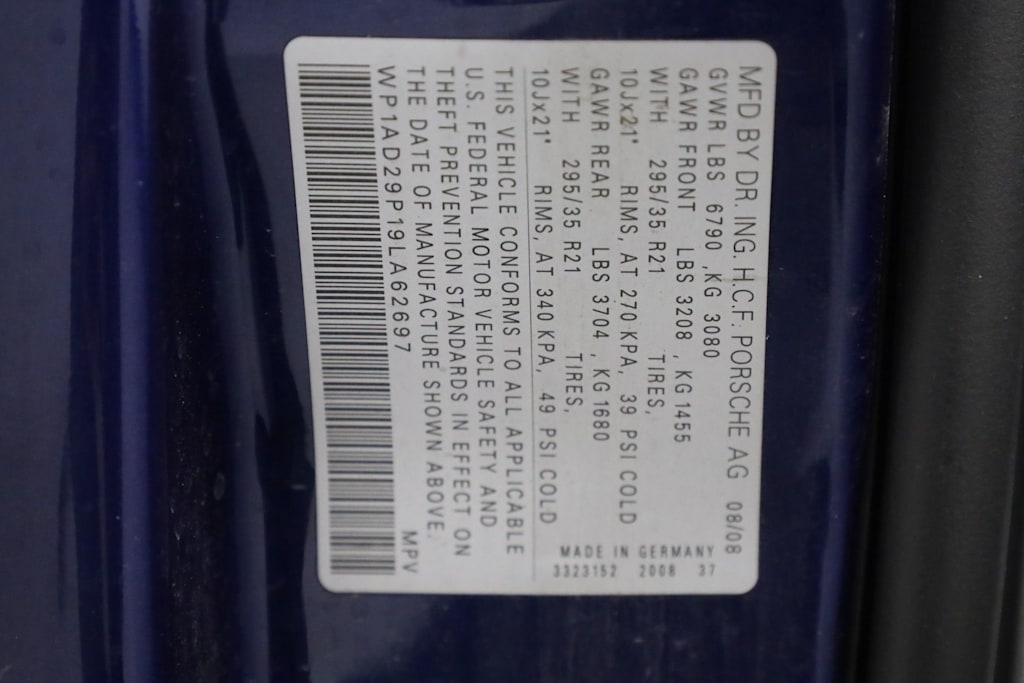 MFD BY DR. ING. H.C.F. PORSCHE AG 08/08
GVWR LBS 6790 ,KG 3080
GAWR FRONT LBS 3208 ,KG 1455
WITH 295/35 R21 TIRES,
10Jx21" RIMS, AT 270 KPA, 39 PSI COLD
GAWR REAR LBS 3704 ,KG 1680
WITH 295/35 R21 TIRES,
10Jx21" RIMS, AT 340 KPA, 49 PSI COLD
MADE IN GERMANY
3323152 2008 37
THIS VEHICLE CONFORMS TO ALL APPLICABLE
U.S. FEDERAL MOTOR VEHICLE SAFETY AND
THEFT PREVENTION STANDARDS IN EFFECT ON
THE DATE OF MANUFACTURE SHOWN ABOVE.
WP1AD29P19LA62697 MPV